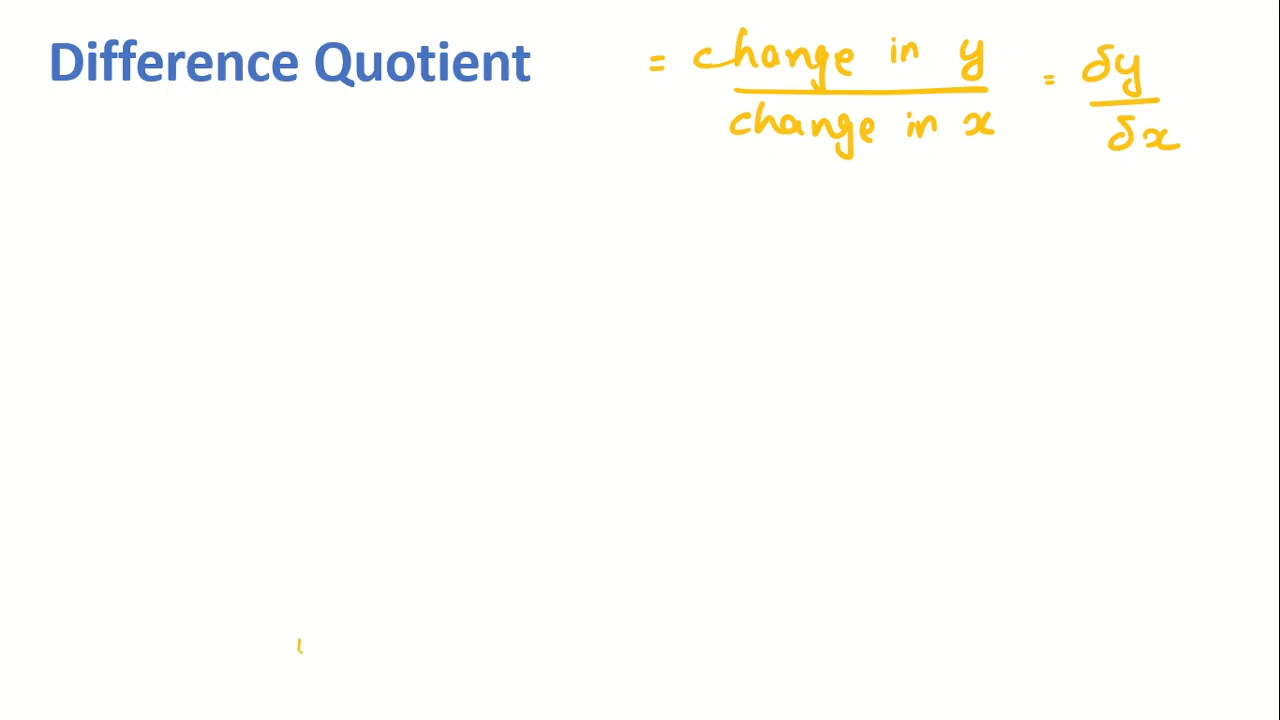 Difference Quotient = change in y / change in x = δy / δx